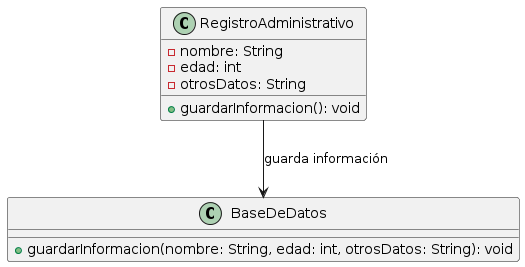 C RegistroAdministrativo
nombre: String
edad: int
otrosDatos: String
guardarInformacion(): void
guarda información
C BaseDeDatos
guardarInformacion(nombre: String, edad: int, otrosDatos: String): void